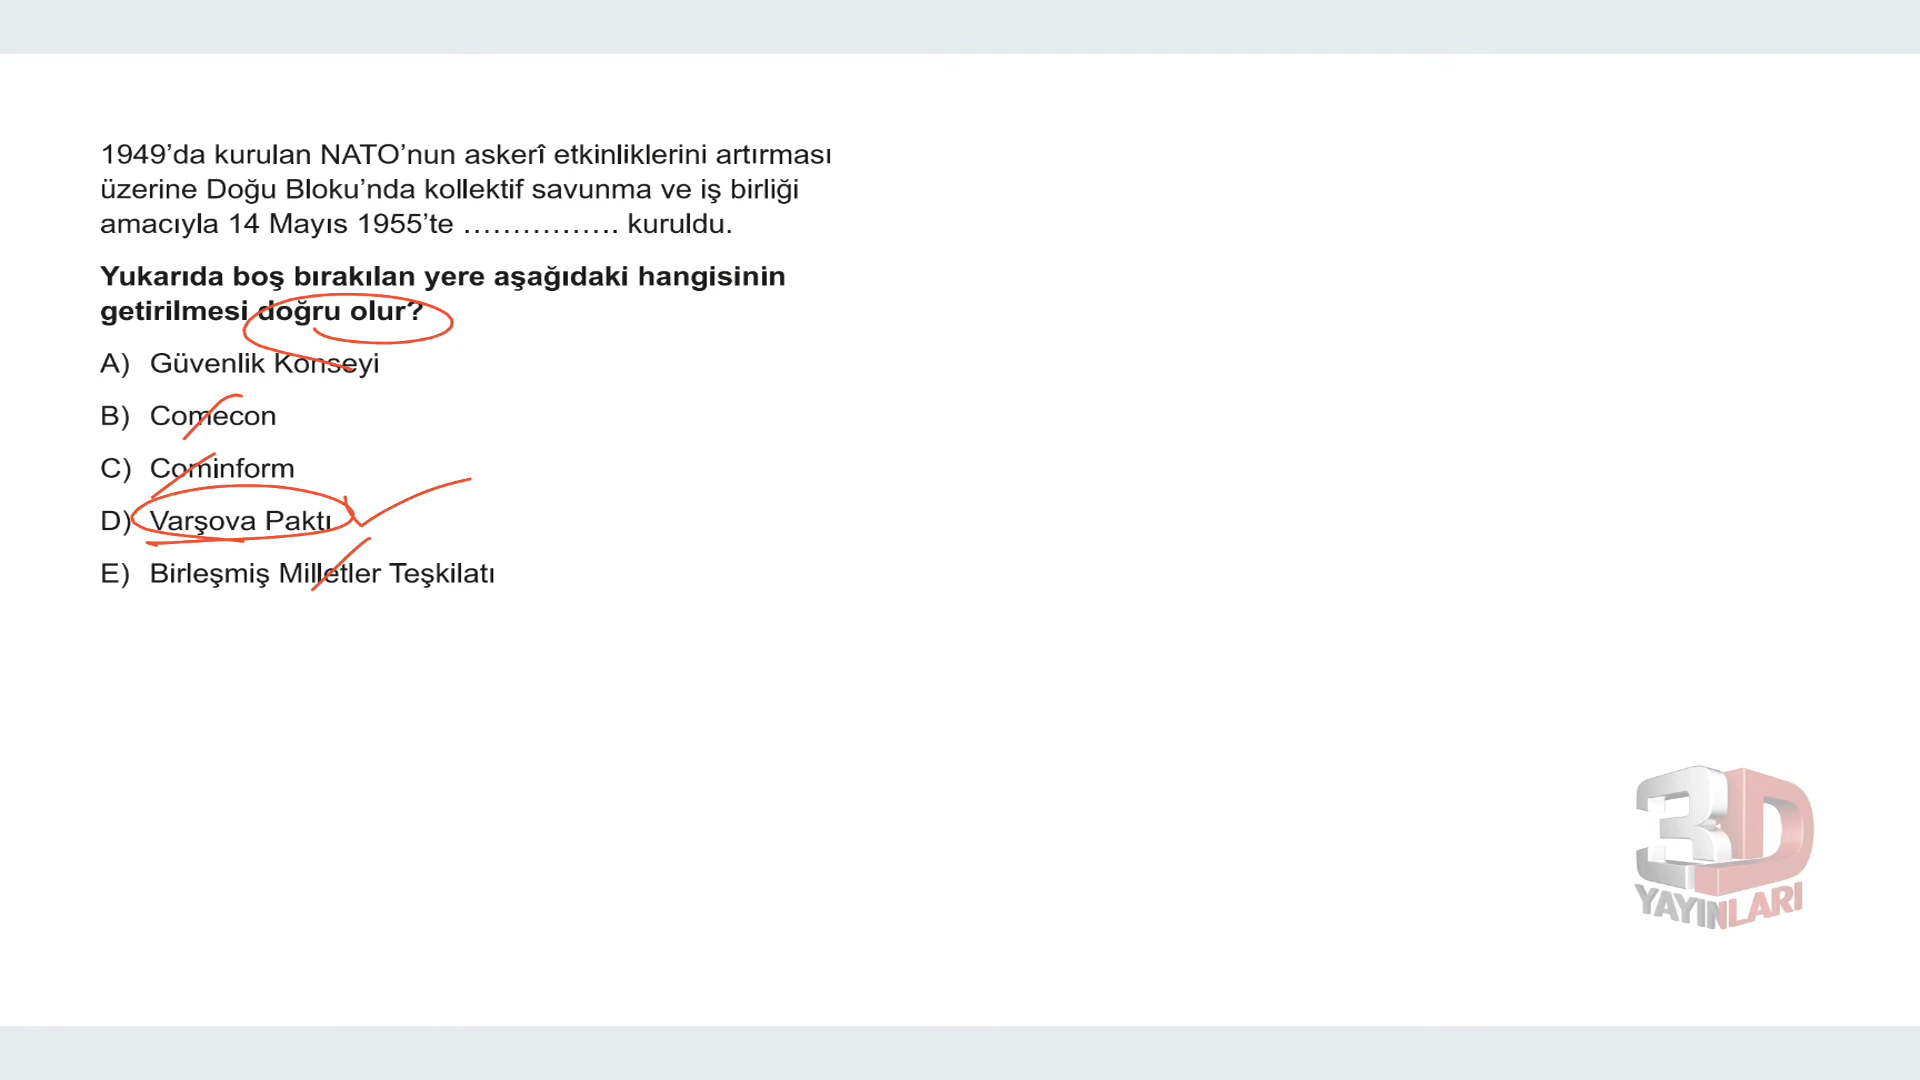 1949’da kurulan NATO’nun askerî etkinliklerini artırması
üzerine Doğu Bloku’nda kollektif savunma ve iş birliği
amacıyla 14 Mayıs 1955’te ……………. kuruldu.
Yukarıda boş bırakılan yere aşağıdaki hangisinin
getirilmesi doğru olur?
A) Güvenlik Konseyi
B) Comecon
C) Cominform
D) Varşova Paktı
E) Birleşmiş Milletler Teşkilatı
3D
YAYINLARI